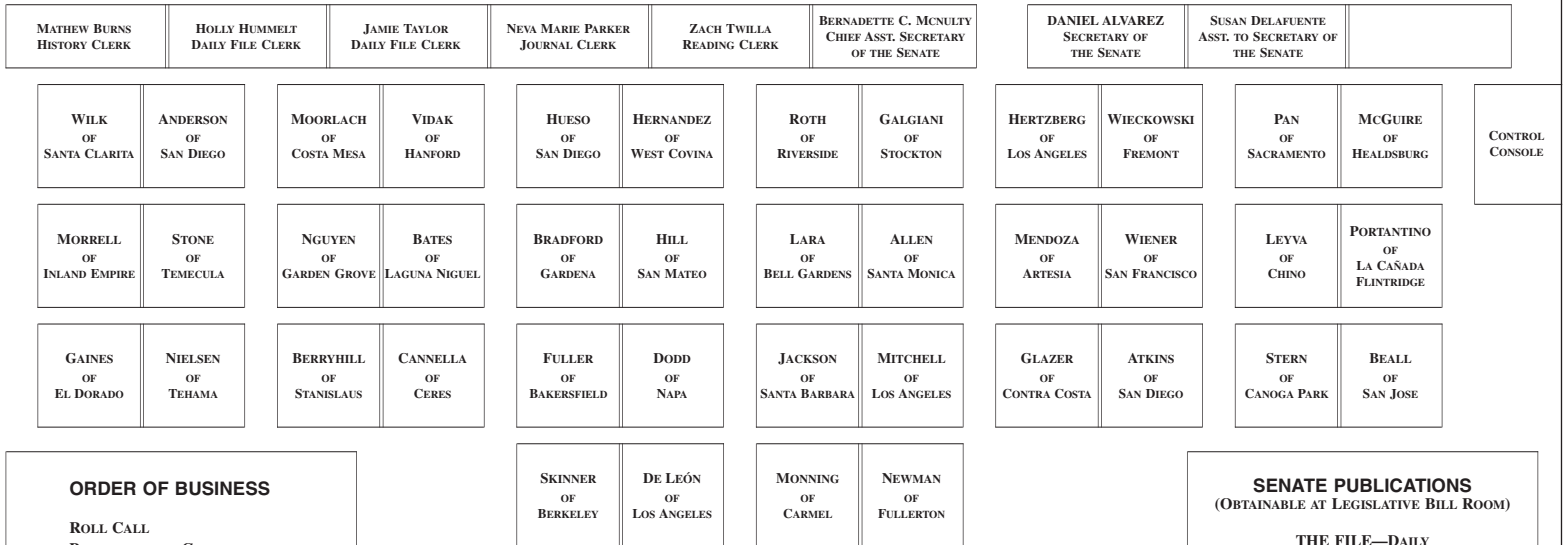 MATHEW BURNS
HISTORY CLERK
HOLLY HUMMELT
DAILY FILE CLERK
JAMIE TAYLOR
DAILY FILE CLERK
NEVA MARIE PARKER
JOURNAL CLERK
ZACH TWILLA
READING CLERK
BERNADETTE C. MCNULTY
CHIEF ASST. SECRETARY
OF THE SENATE
DANIEL ALVAREZ
SECRETARY OF
THE SENATE
SUSAN DELAFUENTE
ASST. TO SECRETARY OF
THE SENATE
WILK
OF
SANTA CLARITA
ANDERSON
OF
SAN DIEGO
MOORLACH
OF
COSTA MESA
VIDAK
OF
HANFORD
HUESO
OF
SAN DIEGO
HERNANDEZ
OF
WEST COVINA
ROTH
OF
RIVERSIDE
GALGIANI
OF
STOCKTON
HERTZBERG
OF
LOS ANGELES
WIECKOWSKI
OF
FREMONT
PAN
OF
SACRAMENTO
MCGUIRE
OF
HEALDSBURG
CONTROL
CONSOLE
MORRELL
OF
INLAND EMPIRE
STONE
OF
TEMECULA
NGUYEN
OF
GARDEN GROVE
BATES
OF
LAGUNA NIGUEL
BRADFORD
OF
GARDENA
HILL
OF
SAN MATEO
LARA
OF
BELL GARDENS
ALLEN
OF
SANTA MONICA
MENDOZA
OF
ARTESIA
WIENER
OF
SAN FRANCISCO
LEYVA
OF
CHINO
PORTANTINO
OF
LA CAÑADA
FLINTRIDGE
GAINES
OF
EL DORADO
NIELSEN
OF
TEHAMA
BERRYHILL
OF
STANISLAUS
CANNELLA
OF
CERES
FULLER
OF
BAKERSFIELD
DODD
OF
NAPA
JACKSON
OF
SANTA BARBARA
MITCHELL
OF
LOS ANGELES
GLAZER
OF
CONTRA COSTA
ATKINS
OF
SAN DIEGO
STERN
OF
CANOGA PARK
BEALL
OF
SAN JOSE
SKINNER
OF
BERKELEY
DE LEÓN
OF
LOS ANGELES
MONNING
OF
CARMEL
NEWMAN
OF
FULLERTON
ORDER OF BUSINESS
ROLL CALL
SENATE PUBLICATIONS
(OBTAINABLE AT LEGISLATIVE BILL ROOM)
THE FILE—DAILY